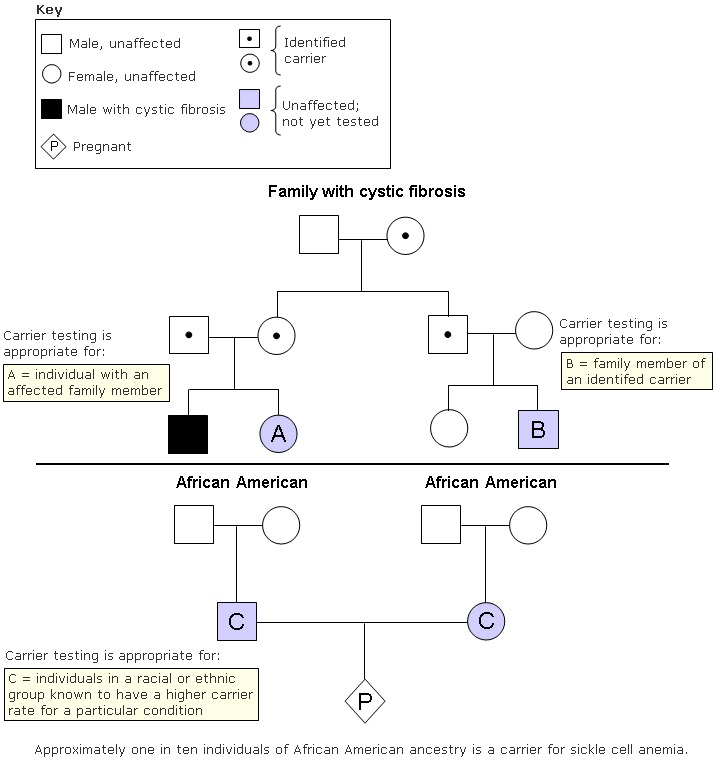 Key
Male, unaffected
Female, unaffected
Male with cystic fibrosis
P Pregnant
Identified
carrier
Unaffected;
not yet tested
Family with cystic fibrosis
Carrier testing is
appropriate for:
A = individual with an
affected family member
Carrier testing is
appropriate for:
B = family member of
an identifed carrier
A
B
African American
African American
C
C
Carrier testing is appropriate for:
C = individuals in a racial or ethnic
group known to have a higher carrier
rate for a particular condition
P
Approximately one in ten individuals of African American ancestry is a carrier for sickle cell anemia.